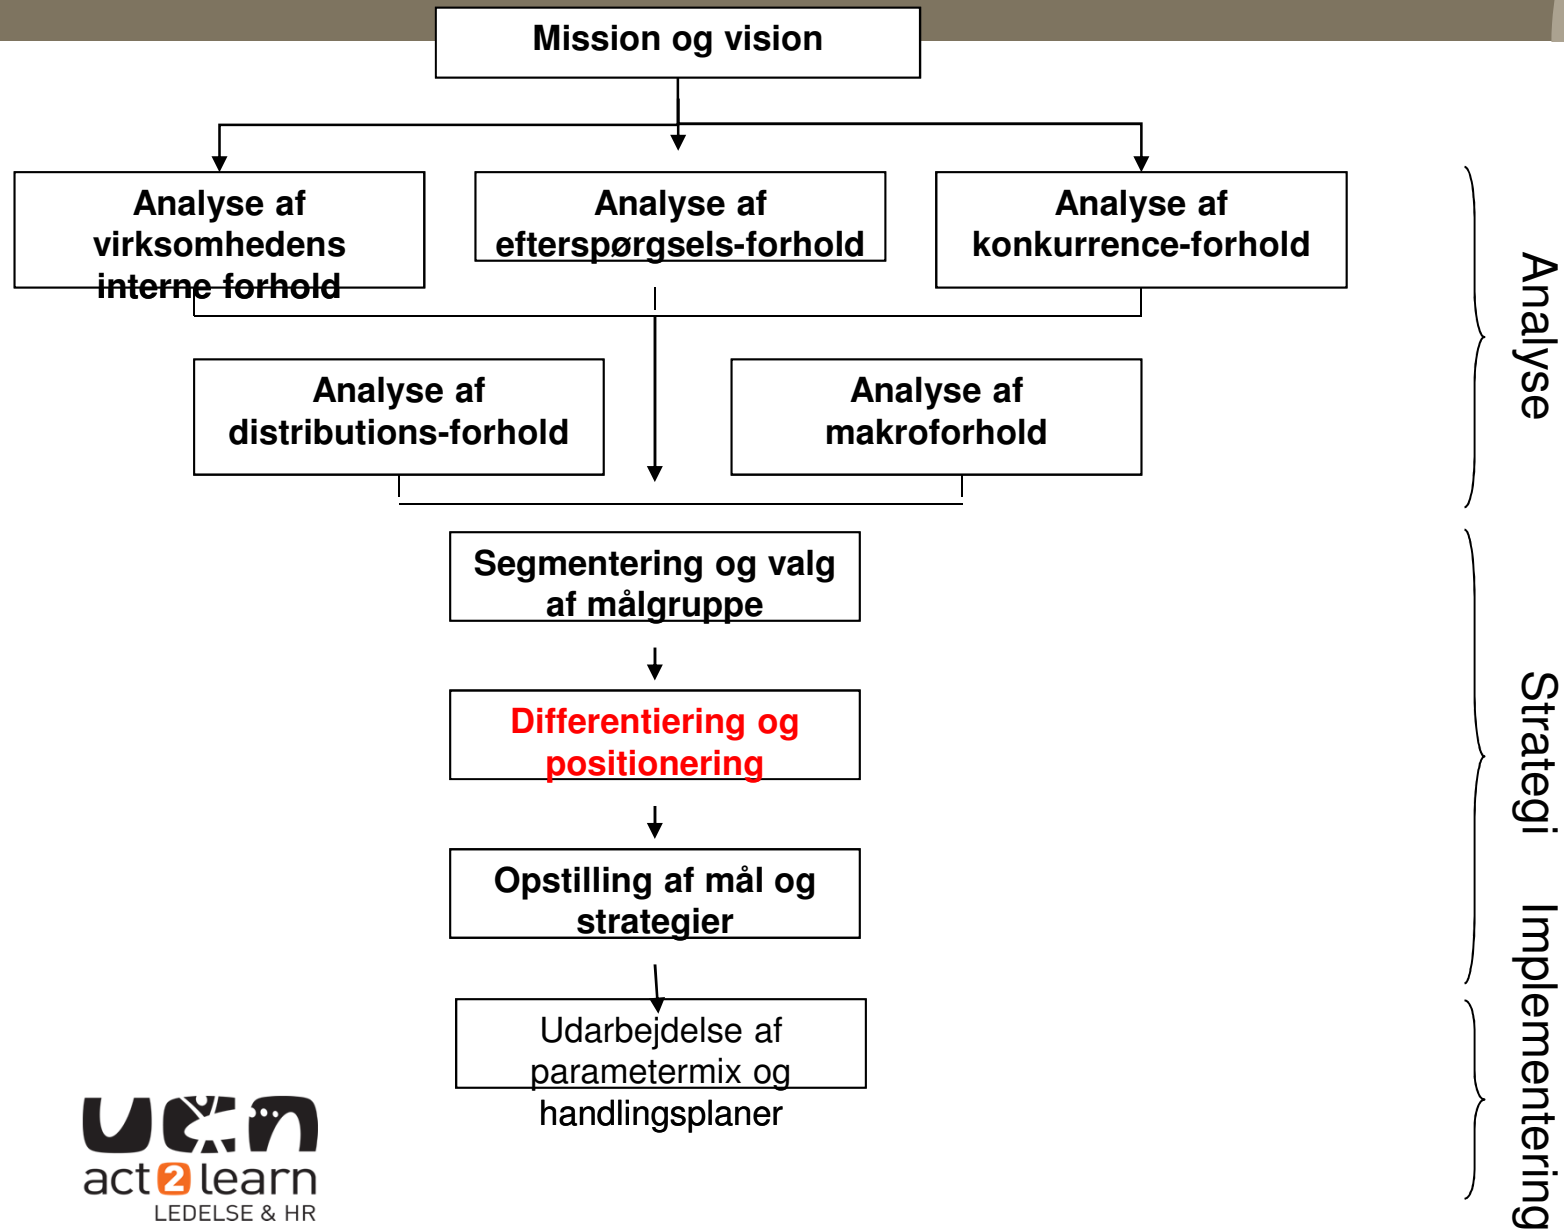 Mission og vision
Analyse af
virksomhedens
interne forhold
Analyse af
efterspørgsels-forhold
Analyse af
konkurrence-forhold
Analyse af
distributions-forhold
Analyse af
makroforhold
Analyse
Segmentering og valg
af målgruppe
Differentiering og
positionering
Opstilling af mål og
strategier
Strategi
Udarbejdelse af
parametermix og
handlingsplaner
Implementering
ucn
act2learn
LEDELSE & HR